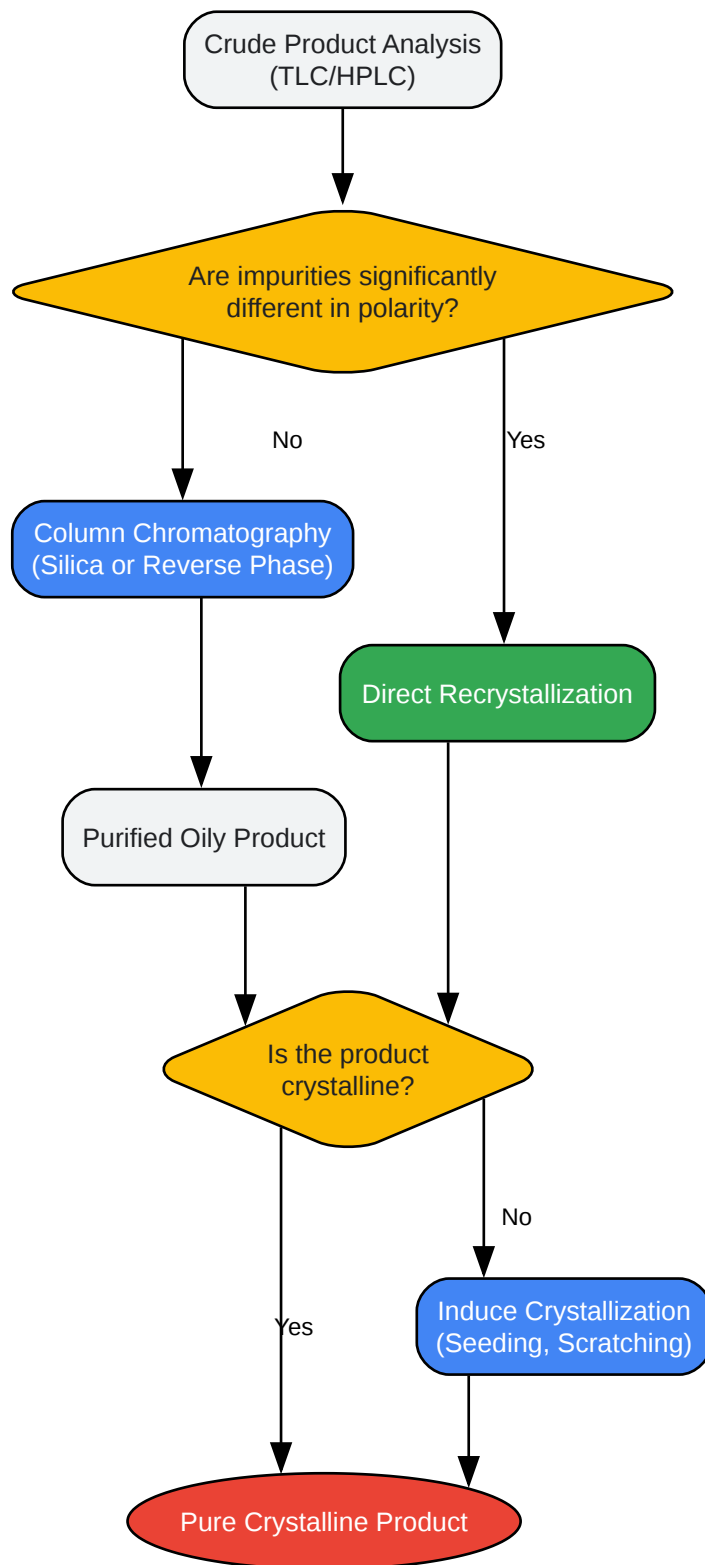 Crude Product Analysis
(TLC/HPLC)
Are impurities significantly
different in polarity?
No
Yes
Column Chromatography
(Silica or Reverse Phase)
Direct Recrystallization
Purified Oily Product
Is the product
crystalline?
No
Induce Crystallization
(Seeding, Scratching)
Yes
Pure Crystalline Product